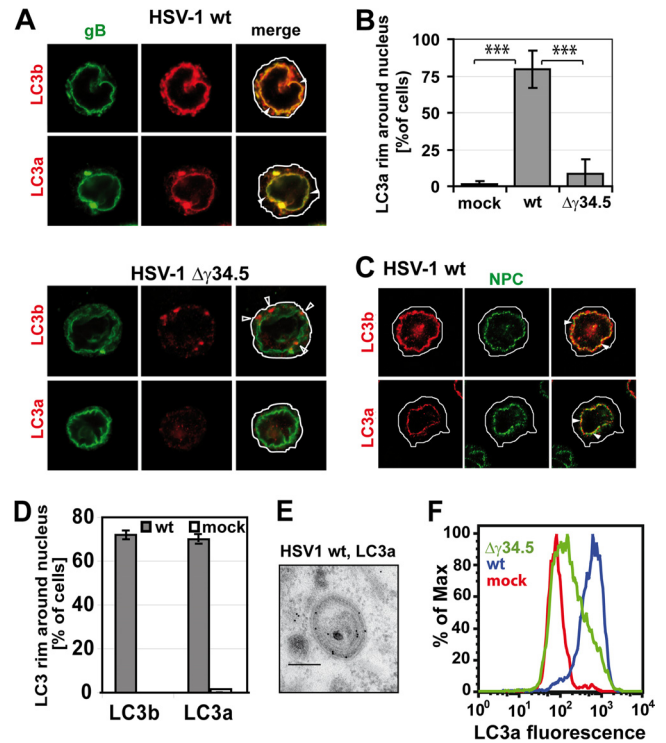 A
HSV-1 wt
gB
merge
LC3b
LC3a
HSV-1 Δγ34.5
LC3b
LC3a
B
LC3a rim around nucleus
[%of cells]
100
75
50
25
0
***
***
mock
wt
Δγ34.5
C
HSV-1 wt
NPC
LC3b
LC3a
D
LC3 rim around nucleus
[% of cells]
80
60
40
20
0
wt
mock
LC3b
LC3a
E
HSV1 wt, LC3a
F
% of Max
100
80
60
40
20
0
Δγ34.5
wt
mock
10⁰
10¹
10²
10³
10⁴
LC3a fluorescence